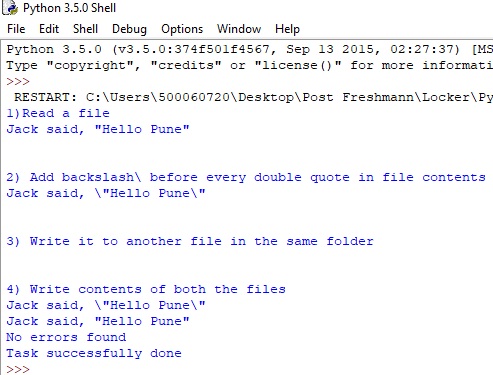 Python 3.5.0 Shell
File Edit Shell Debug Options Window Help
Python 3.5.0 (v3.5.0:374f501f4567, Sep 13 2015, 02:27:37) [MS
Type "copyright", "credits" or "license()" for more informati
>>>
RESTART: C:\Users\500060720\Desktop\Post Freshmann\Locker\Py
1)Read a file
Jack said, "Hello Pune"
2) Add backslash\ before every double quote in file contents
Jack said, \"Hello Pune\"
3) Write it to another file in the same folder
4) Write contents of both the files
Jack said, \"Hello Pune\"
Jack said, "Hello Pune"
No errors found
Task successfully done
>>>